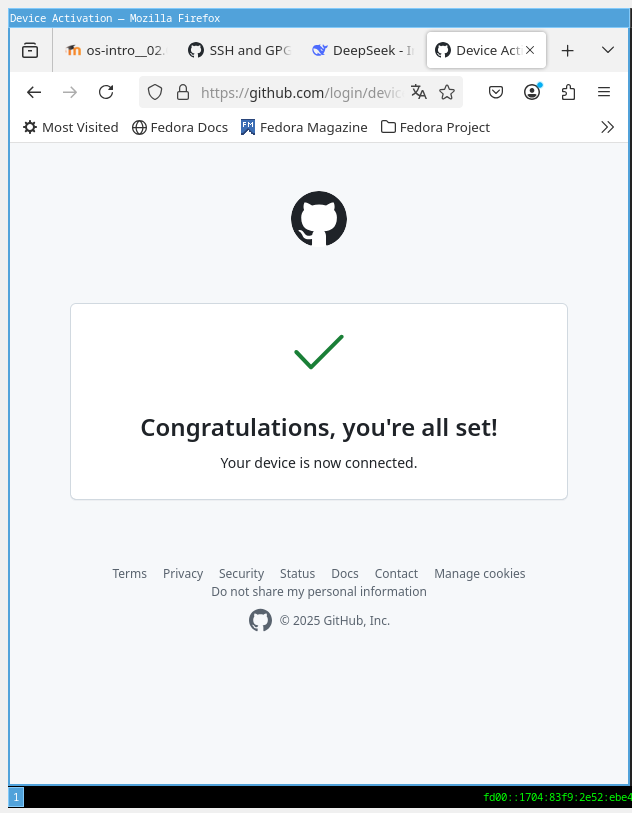 Device Activation — Mozilla Firefox
os-intro__02. SSH and GPG DeepSeek - I Device Acti
https://github.com/login/device
Most Visited Fedora Docs Fedora Magazine Fedora Project
Congratulations, you're all set!
Your device is now connected.
Terms Privacy Security Status Docs Contact Manage cookies
Do not share my personal information
© 2025 GitHub, Inc.
1 fd00::1704:83f9:2e52:ebe4